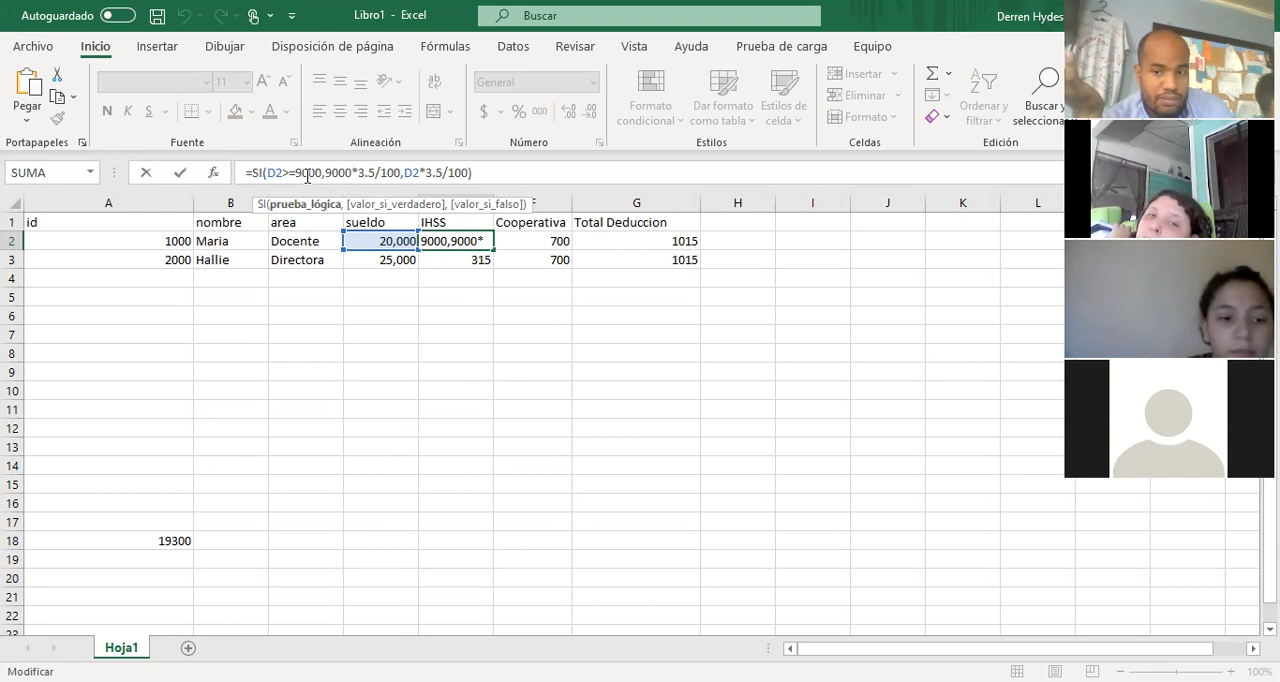 Autoguardado Libro1 - Excel Buscar Derren Hydes
Archivo Inicio Insertar Dibujar Disposición de página Fórmulas Datos Revisar Vista Ayuda Prueba de carga Equipo
Pegar 11 General Formato condicional Dar formato como tabla Estilos de celda Insertar Eliminar Formato Ordenar y filtrar Buscar y selecciona
N K S % 000
Portapapeles Fuente Alineación Número Estilos Celdas Edición
SUMA fx =SI(D2>=9000,9000*3.5/100,D2*3.5/100)
SI(prueba_lógica, [valor_si_verdadero], [valor_si_falso])
A B C D F G H I J K L
1 id nombre area sueldo IHSS Cooperativa Total Deduccion
2 1000 Maria Docente 20,000 9000,9000* 700 1015
3 2000 Hallie Directora 25,000 315 700 1015
4
5
6
7
8
9
10
11
12
13
14
15
16
17
18 19300
19
20
21
22
23
Hoja1
Modificar 100%